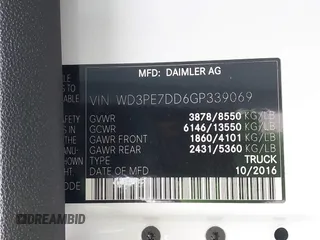 MFD: DAIMLER AG
VIN WD3PE7DD6GP339069
GVWR 3878/8550 KG/LB
GCWR 6146/13550 KG/LB
GAWR FRONT 1860/4101 KG/LB
GAWR REAR 2431/5360 KG/LB
TYPE TRUCK
DATE OF MFD 10/2016
DREAMBID